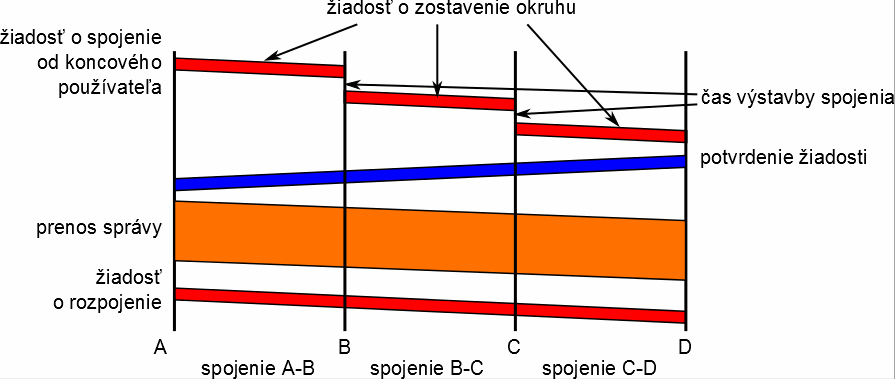 žiadosť o zostavenie okruhu
žiadosť o spojenie
od koncového
používateľa
čas výstavby spojenia
potvrdenie žiadosti
prenos správy
žiadosť
o rozpojenie
A
B
C
D
spojenie A-B
spojenie B-C
spojenie C-D